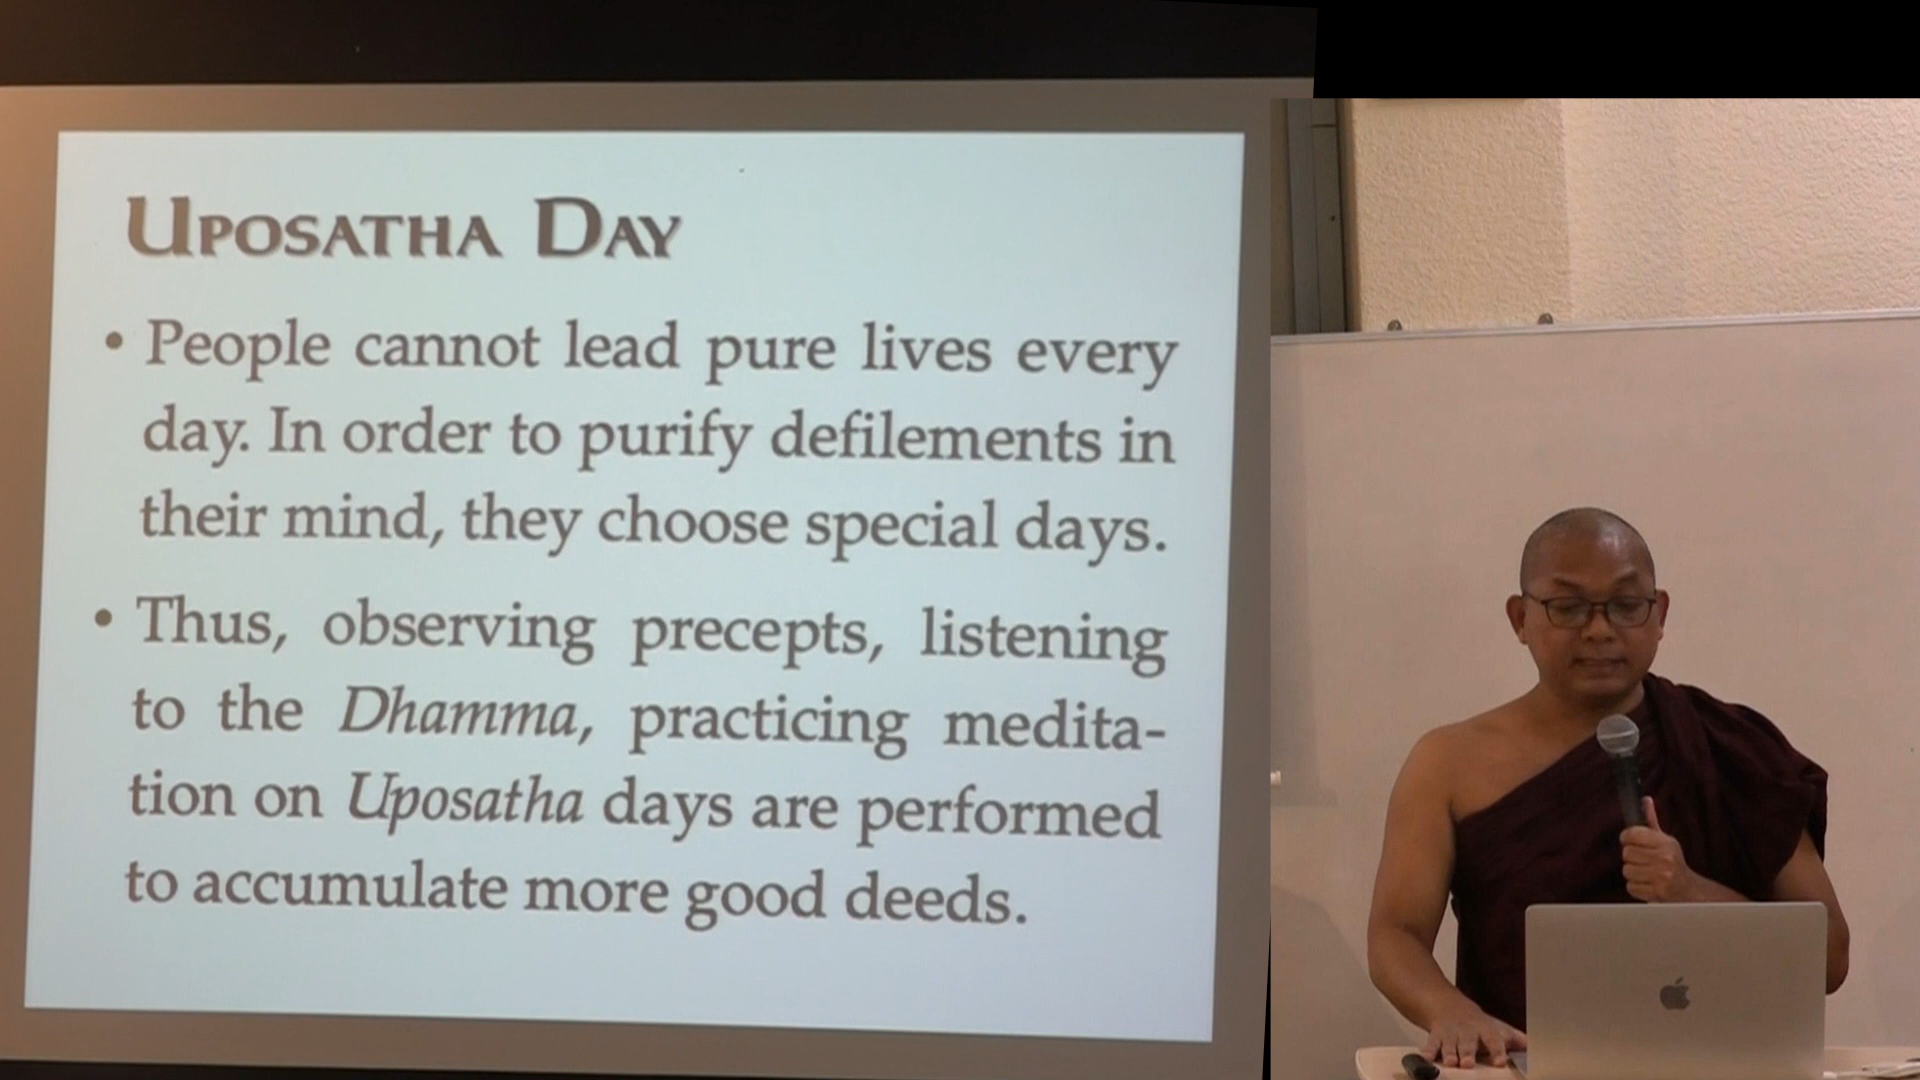 UPOSATHA DAY
• People cannot lead pure lives every
day. In order to purify defilements in
their mind, they choose special days.
• Thus, observing precepts, listening
to the Dhamma, practicing medita-
tion on Uposatha days are performed
to accumulate more good deeds.